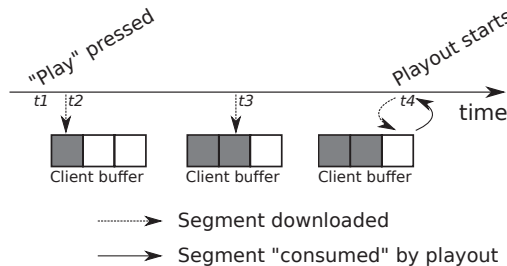 "Play" pressed
Playout starts
t1 t2 t3 t4
time
Client buffer Client buffer Client buffer
Segment downloaded
Segment "consumed" by playout